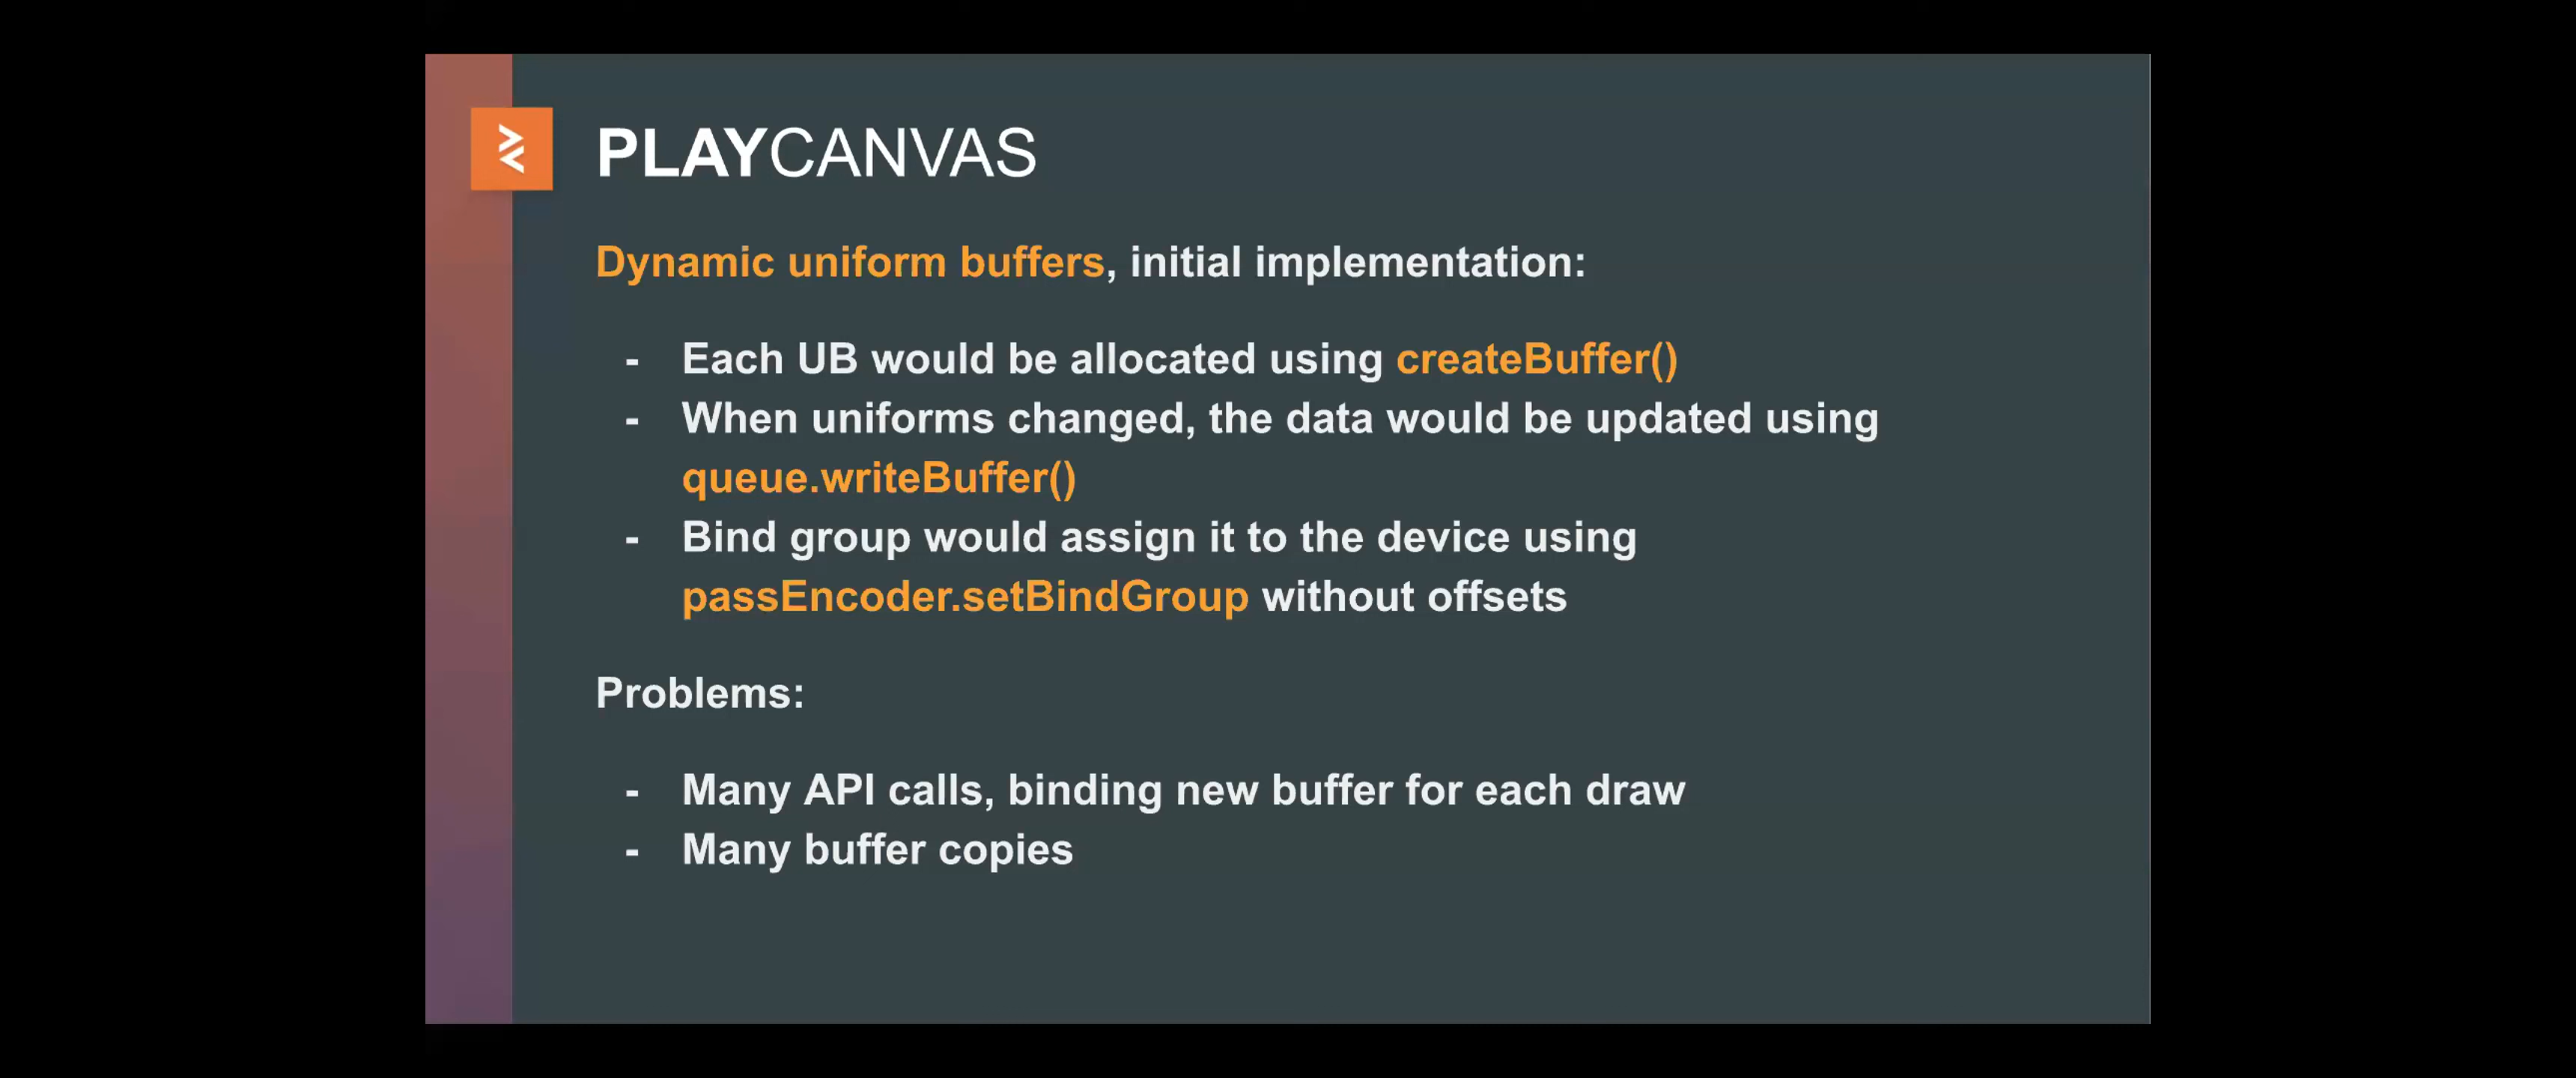 PLAYCANVAS
Dynamic uniform buffers, initial implementation:
- Each UB would be allocated using createBuffer()
- When uniforms changed, the data would be updated using
queue.writeBuffer()
- Bind group would assign it to the device using
passEncoder.setBindGroup without offsets
Problems:
- Many API calls, binding new buffer for each draw
- Many buffer copies